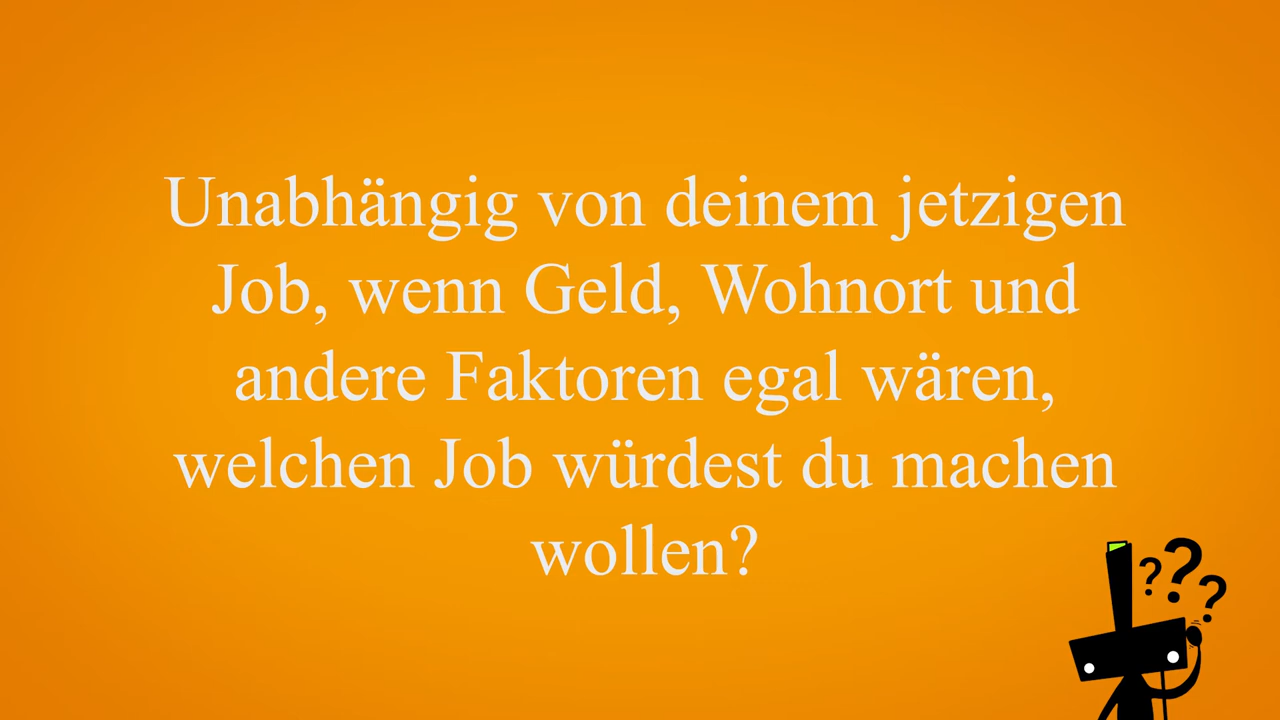 Unabhängig von deinem jetzigen
Job, wenn Geld, Wohnort und
andere Faktoren egal wären,
welchen Job würdest du machen
wollen?
???